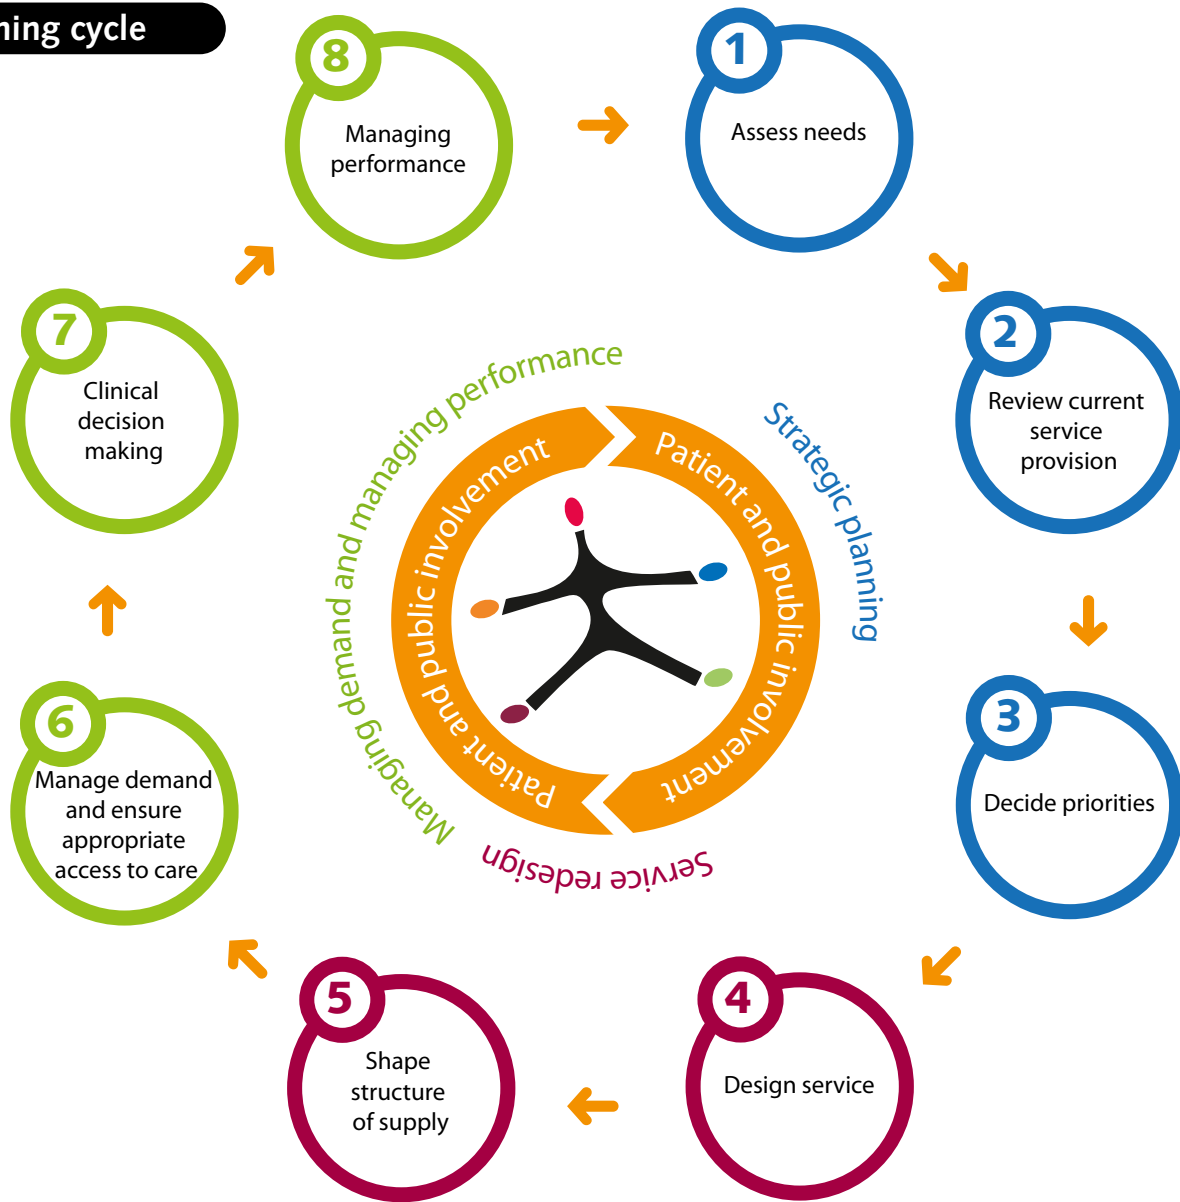 ning cycle
8
Managing
performance
1
Assess needs
2
Review current
service
provision
3
Decide priorities
4
Design service
5
Shape
structure
of supply
6
Manage demand
and ensure
appropriate
access to care
7
Clinical
decision
making
Managing demand and managing performance
Strategic planning
Service redesign
Patient and public involvement
Patient and public involvement